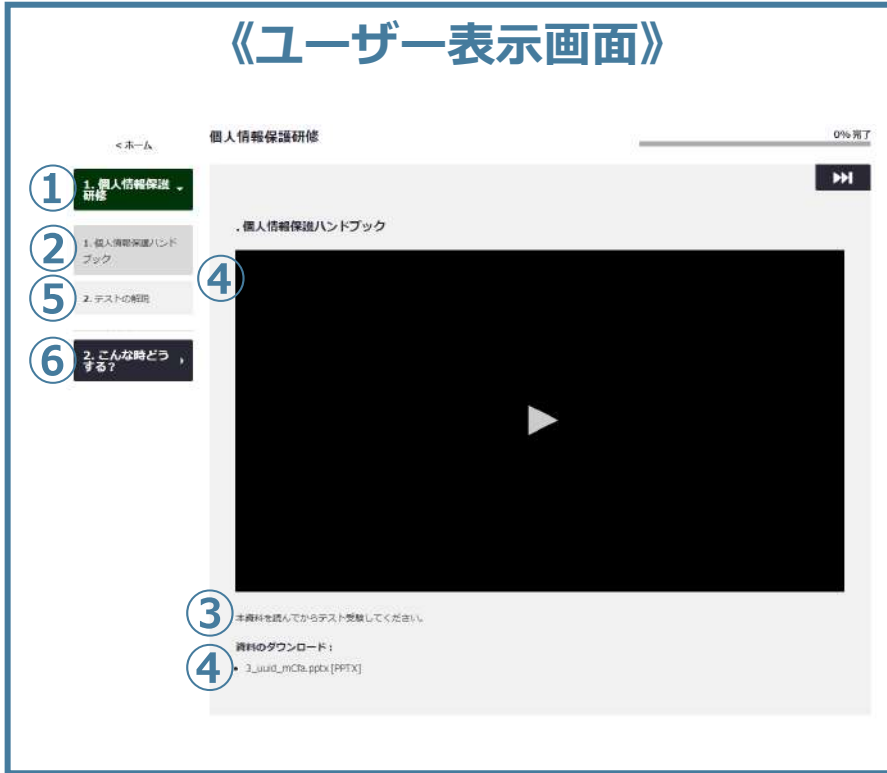 《ユーザー表示画面》
<ホーム
個人情報保護研修
0% 完了
① 1. 個人情報保護
研修
. 個人情報保護ハンドブック
② 1. 個人情報保護ハンド
ブック
④
⑤ 2. テストの解説
⑥ 2. こんな時どう
する?
③ 本資料を読んでからテスト受験してください。
資料のダウンロード:
④ • 3_uuid_mCfa.pptx [PPTX]